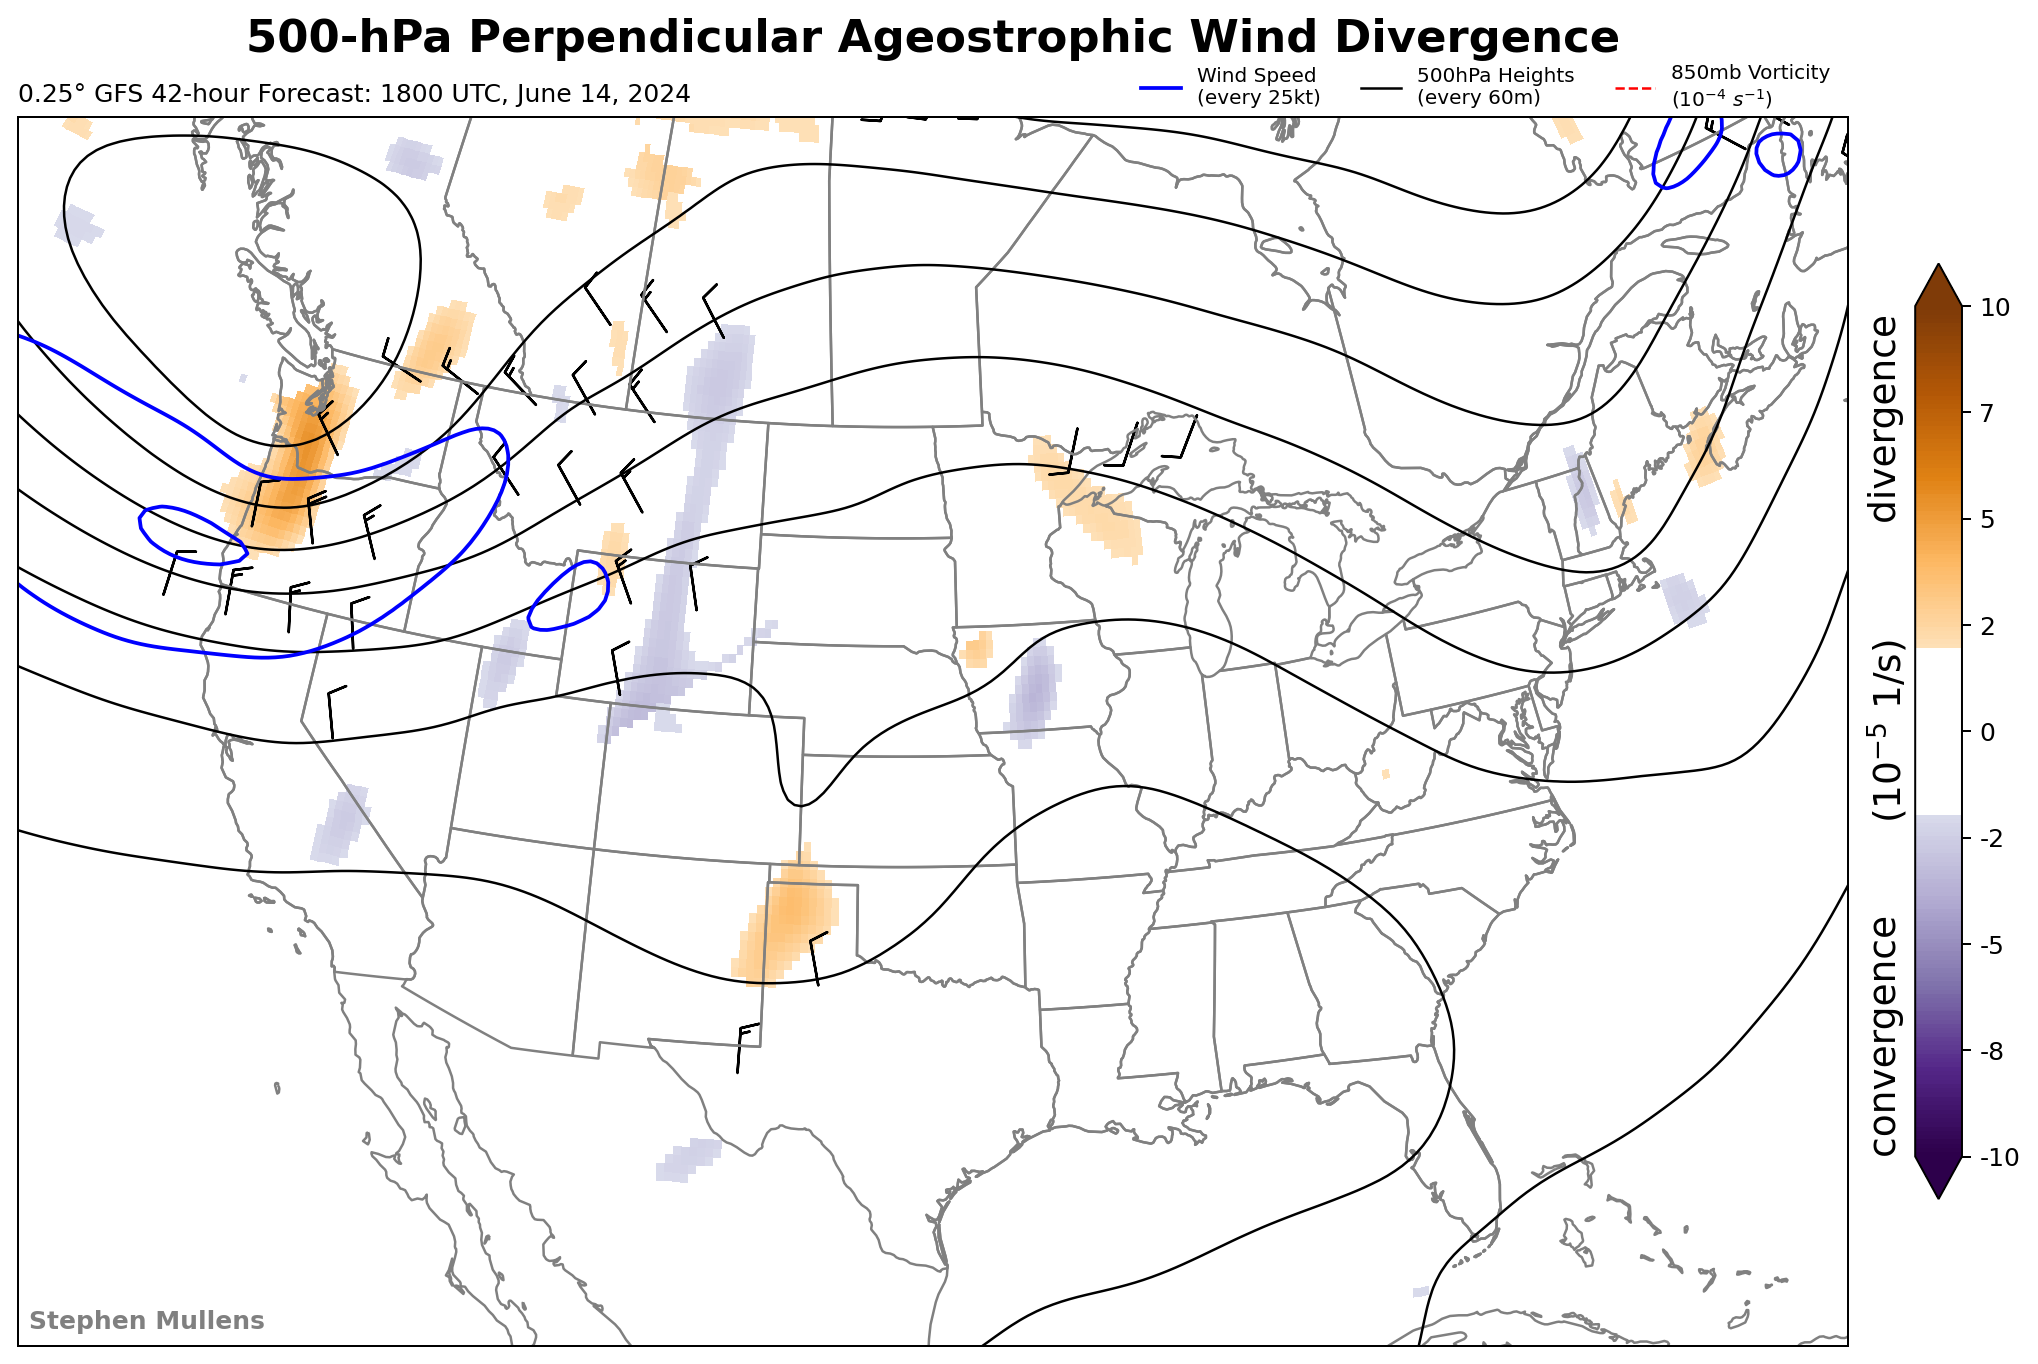 500-hPa Perpendicular Ageostrophic Wind Divergence
0.25° GFS 42-hour Forecast: 1800 UTC, June 14, 2024
Wind Speed
(every 25kt)
500hPa Heights
(every 60m)
850mb Vorticity
(10⁻⁴ s⁻¹)
10
7
5
2
0
-2
-5
-8
-10
convergence (10⁻⁵ 1/s) divergence
Stephen Mullens